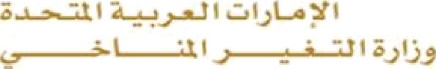 الإمارات العربية المتحدة
وزارة التغير المناخي